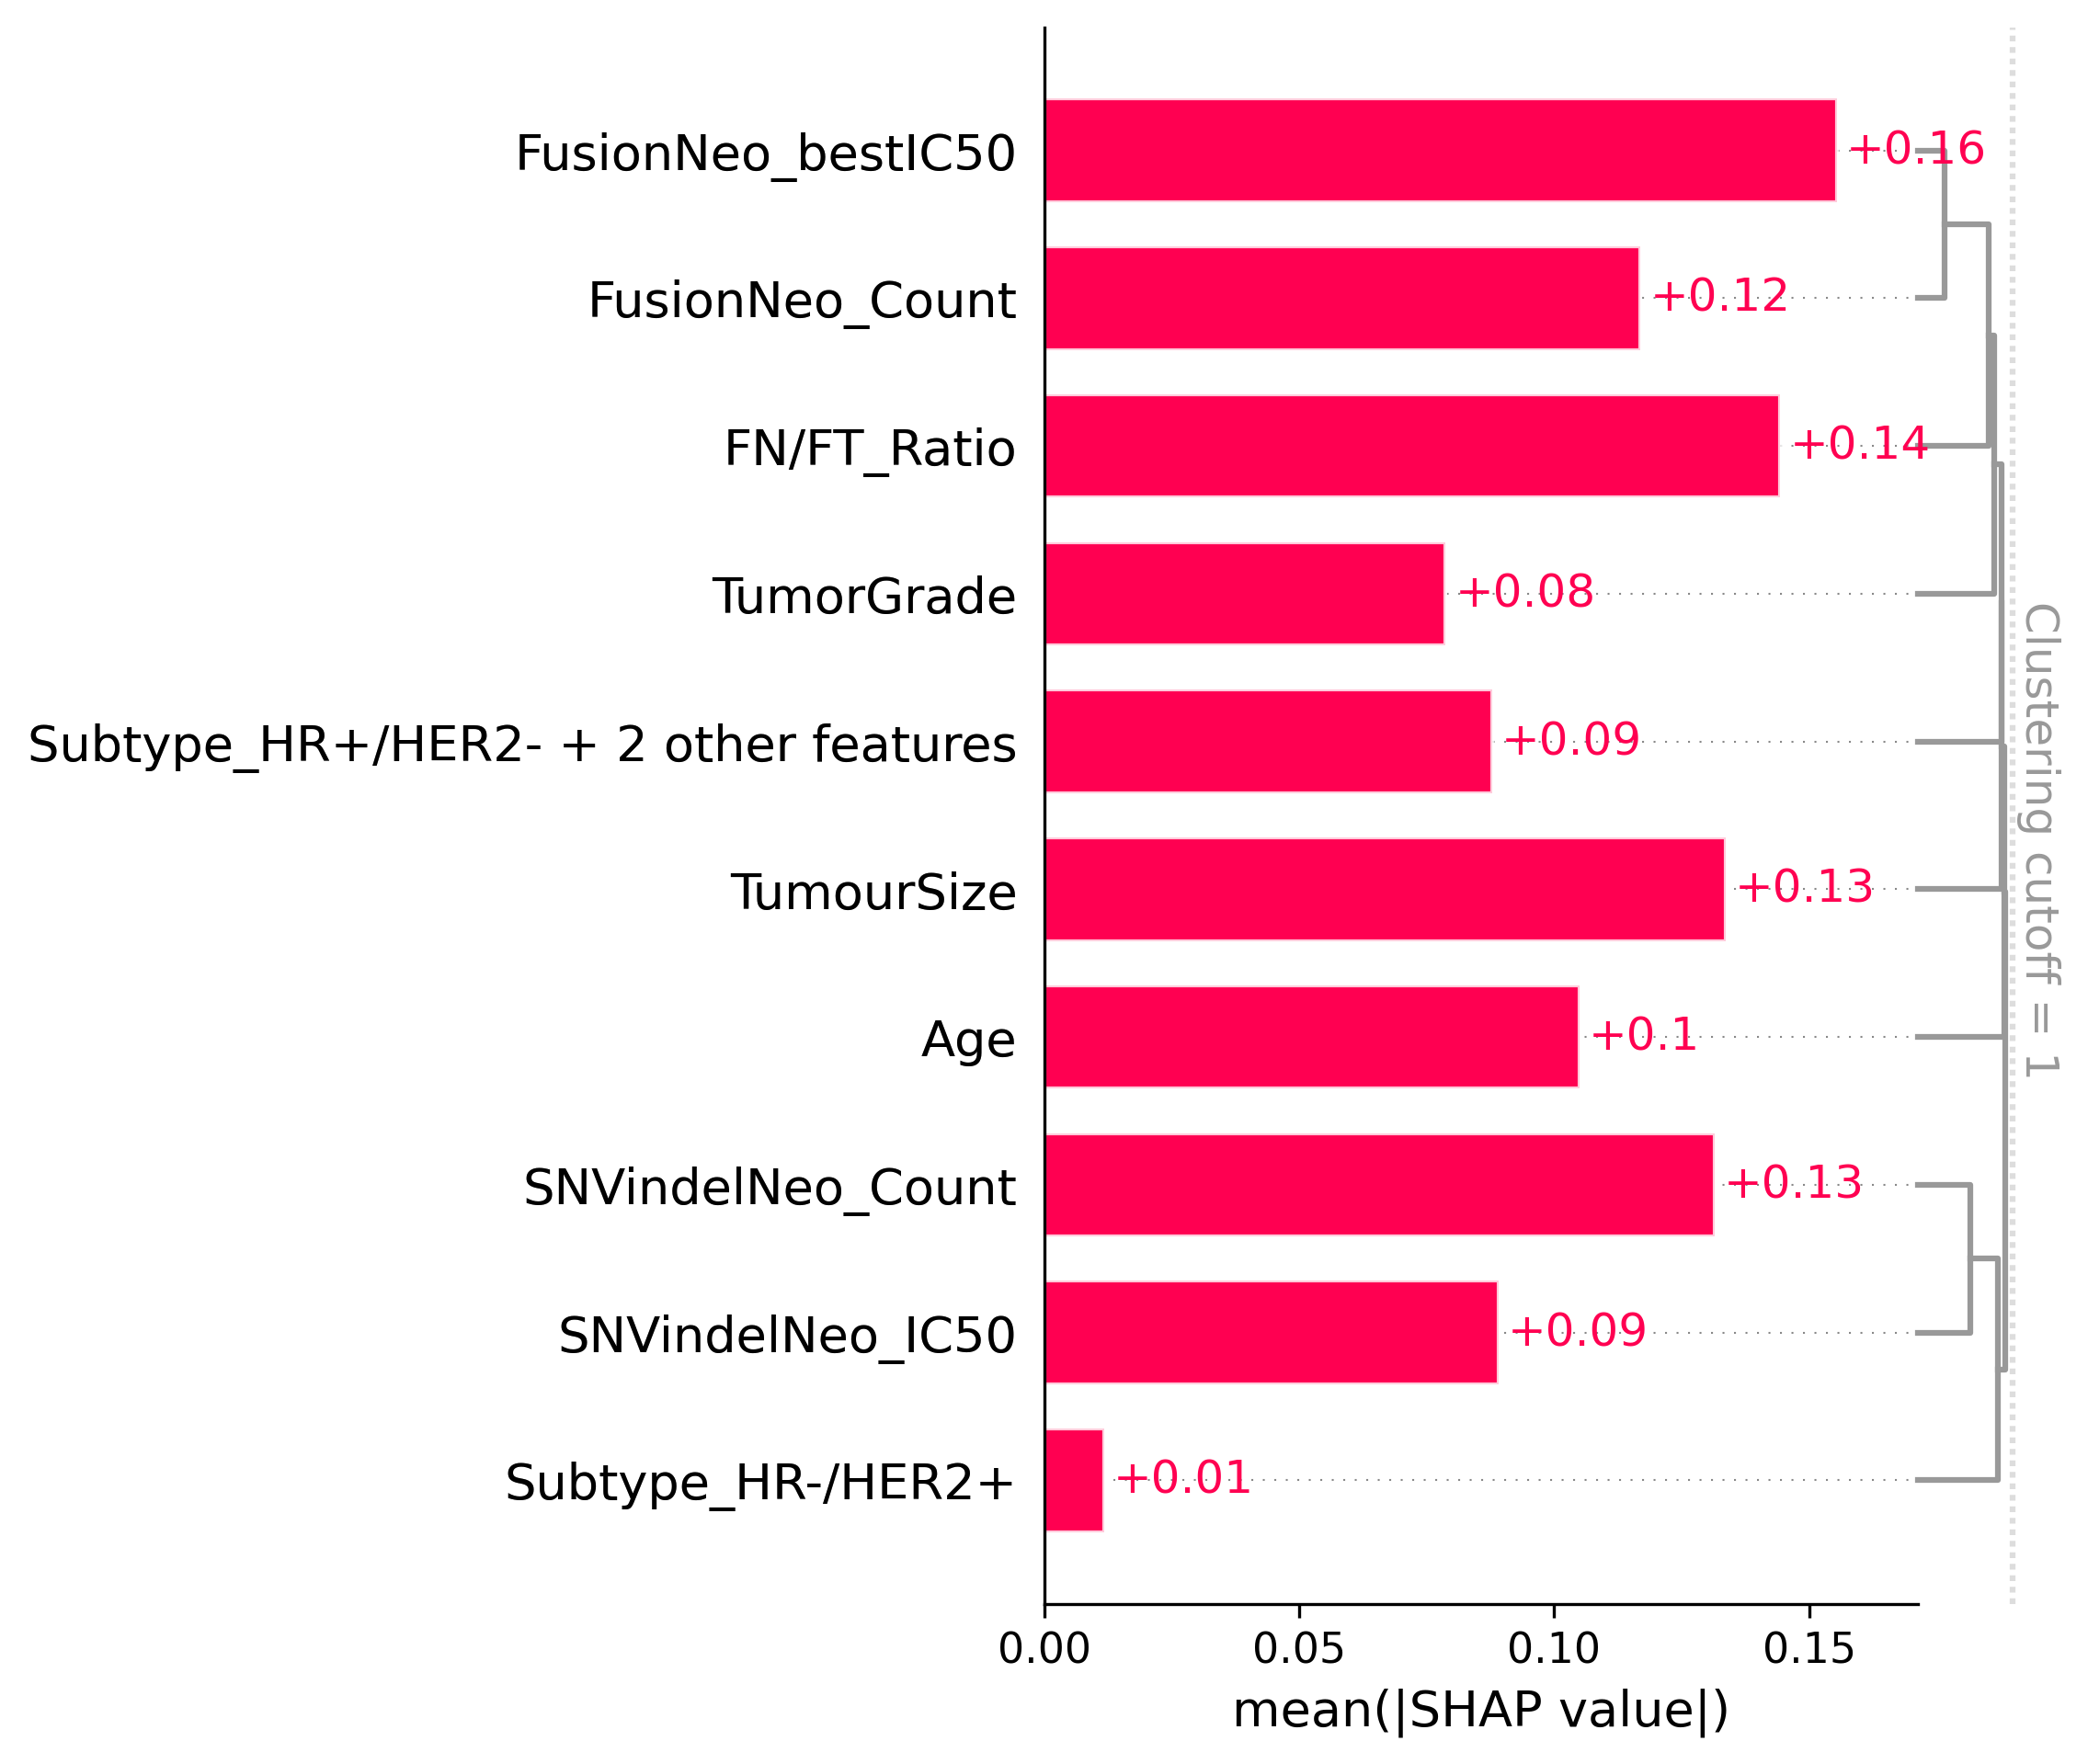 FusionNeo_bestIC50 +0.16
FusionNeo_Count +0.12
FN/FT_Ratio +0.14
TumorGrade +0.08
Subtype_HR+/HER2- + 2 other features +0.09
TumourSize +0.13
Age +0.1
SNVindelNeo_Count +0.13
SNVindelNeo_IC50 +0.09
Subtype_HR-/HER2+ +0.01
Clustering cutoff = 1
0.00 0.05 0.10 0.15
mean(|SHAP value|)